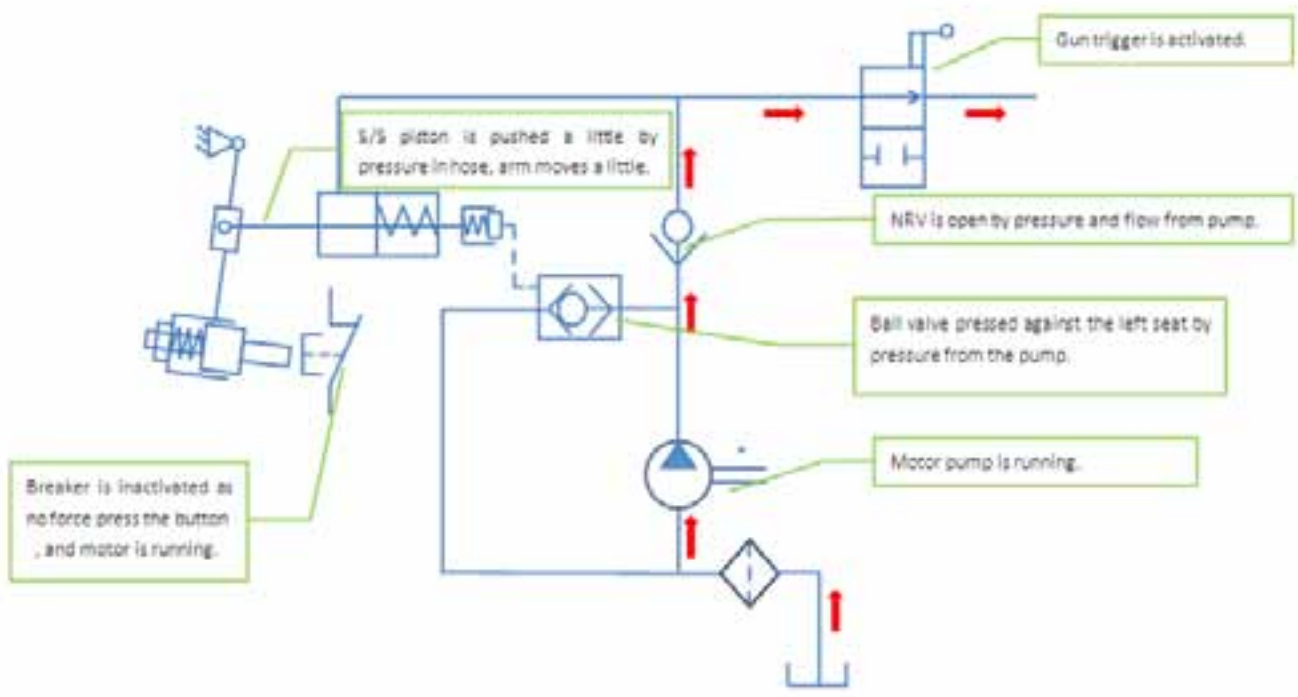 Gun trigger is activated.
S/S piston is pushed a little by
pressure in hose, arm moves a little.
NRV is open by pressure and flow from pump.
Ball valve pressed against the left seat by
pressure from the pump.
Motor pump is running.
Breaker is inactivated as
no force press the button
, and motor is running.